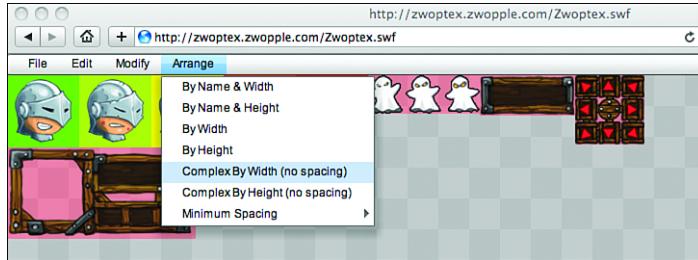 http://zwoptex.zwopple.com/Zwoptex.swf
http://zwoptex.zwopple.com/Zwoptex.swf
File Edit Modify Arrange
By Name & Width
By Name & Height
By Width
By Height
Complex By Width (no spacing)
Complex By Height (no spacing)
Minimum Spacing